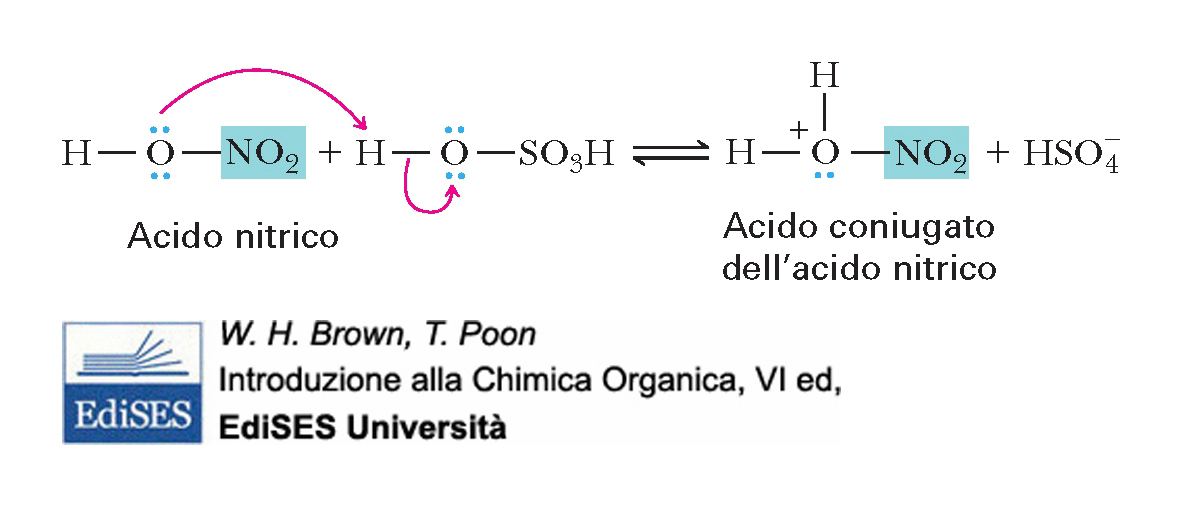 H
H—O—NO₂ + H—O—SO₃H ⇌ H—O⁺—NO₂ + HSO₄⁻
Acido nitrico
Acido coniugato
dell'acido nitrico
EdiSES
W. H. Brown, T. Poon
Introduzione alla Chimica Organica, VI ed,
EdiSES Università